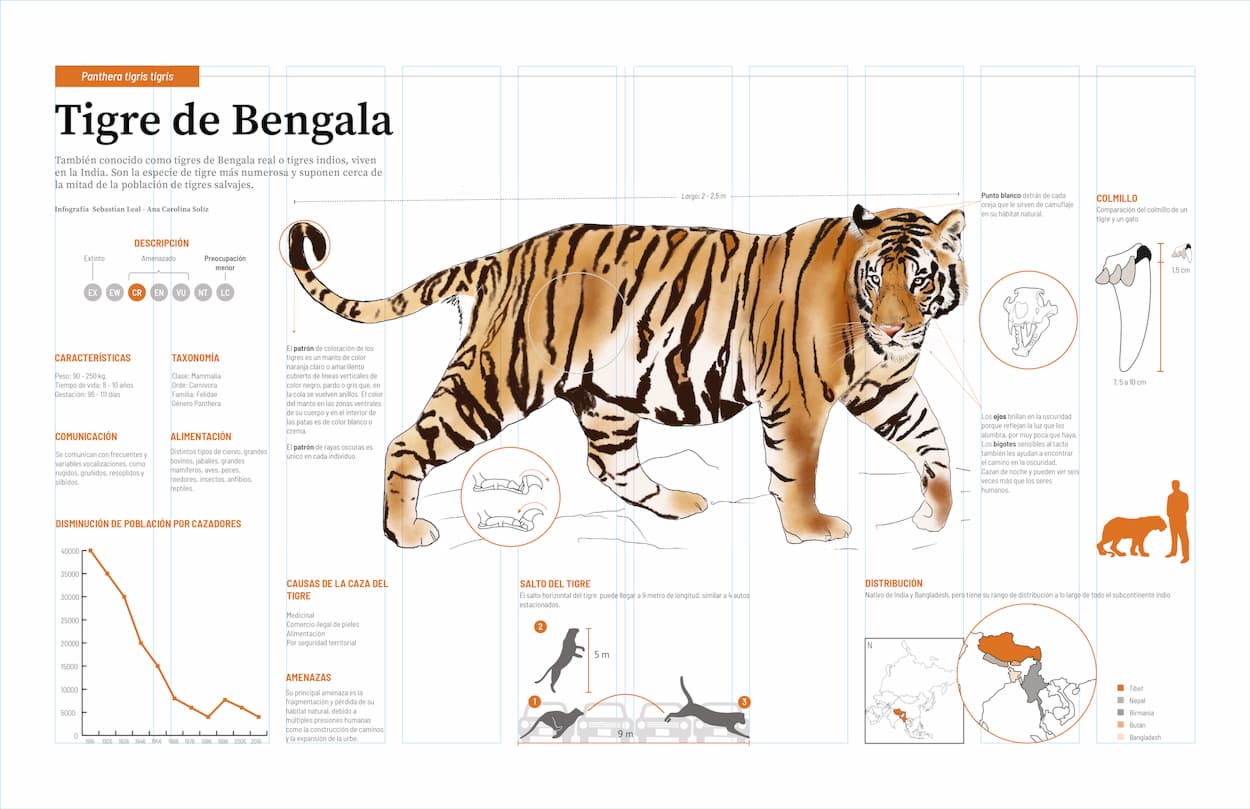 Panthera tigris tigris
Tigre de Bengala
También conocido como tigres de Bengala real o tigres indios, viven
en la India. Son la especie de tigre más numerosa y suponen cerca de
la mitad de la población de tigres salvajes.
Infografía Sebastian Leal - Ana Carolina Soliz
DESCRIPCIÓN
Extinto
Amenazado
Preocupación
menor
EX EW CR EN VU NT LC
CARACTERÍSTICAS
Peso: 90 - 250 kg.
Tiempo de vida: 8 - 10 años
Gestación: 96 - 111 días
TAXONOMÍA
Clase: Mammalia
Orde: Carnivora
Familia: Felidae
Género Panthera
COMUNICACIÓN
Se comunican con frecuentes y
variables vocalizaciones, como
rugidos, gruñidos, resoplidos y
silbidos.
ALIMENTACIÓN
Distintos tipos de ciervo, grandes
bovinos, jabalíes, grandes
mamíferos, aves, peces,
roedores, insectos, anfibios,
reptiles.
DISMINUCIÓN DE POBLACIÓN POR CAZADORES
40000
35000
30000
25000
20000
15000
10000
5000
0
El patrón de coloración de los
tigres es un manto de color
naranja claro o amarillento
cubierto de líneas verticales de
color negro, pardo o gris que, en
la cola se vuelven anillos. El color
del manto en las zonas ventrales
de su cuerpo y en el interior de
las patas es de color blanco o
crema.
El patrón de rayas oscuras es
único en cada individuo.
CAUSAS DE LA CAZA DEL
TIGRE
Medicinal
Comercio ilegal de pieles
Alimentación
Por seguridad territorial
AMENAZAS
Su principal amenaza es la
fragmentación y pérdida de su
hábitat natural, debido a
múltiples presiones humanas
como la construcción de caminos
y la expansión de la urbe.
Largo: 2 - 2,5 m
Punto blanco detrás de cada
oreja que le sirven de camuflaje
en su hábitat natural.
COLMILLO
Comparación del colmillo de un
tigre y un gato
1,5 cm
7, 5 a 10 cm
Los ojos brillan en la oscuridad
porque reflejan la luz que los
alumbra, por muy poca que haya.
Los bigotes sensibles al tacto
también les ayudan a encontrar
el camino en la oscuridad.
Cazan de noche y pueden ver seis
veces más que los seres
humanos.
SALTO DEL TIGRE
El salto horizontal del tigre puede llegar a 9 metro de longitud, similar a 4 autos
estacionados.
2
5 m
1
3
9 m
DISTRIBUCIÓN
Nativo de India y Bangladesh, pero tiene su rango de distribución a lo largo de todo el subcontinente indio
N
Tíbet
Nepal
Birmania
Bután
Bangladesh